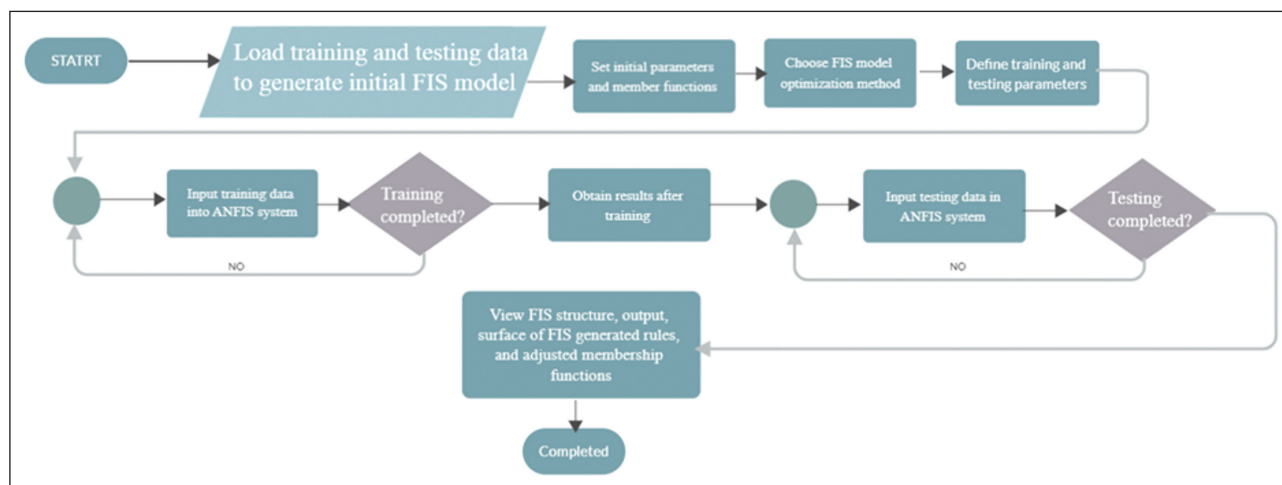 STATRT
Load training and testing data
to generate initial FIS model
Set initial parameters
and member functions
Choose FIS model
optimization method
Define training and
testing parameters
Input training data
into ANFIS system
Training
completed?
NO
Obtain results after
training
Input testing data in
ANFIS system
Testing
completed?
NO
View FIS structure, output,
surface of FIS generated rules,
and adjusted membership
functions
Completed